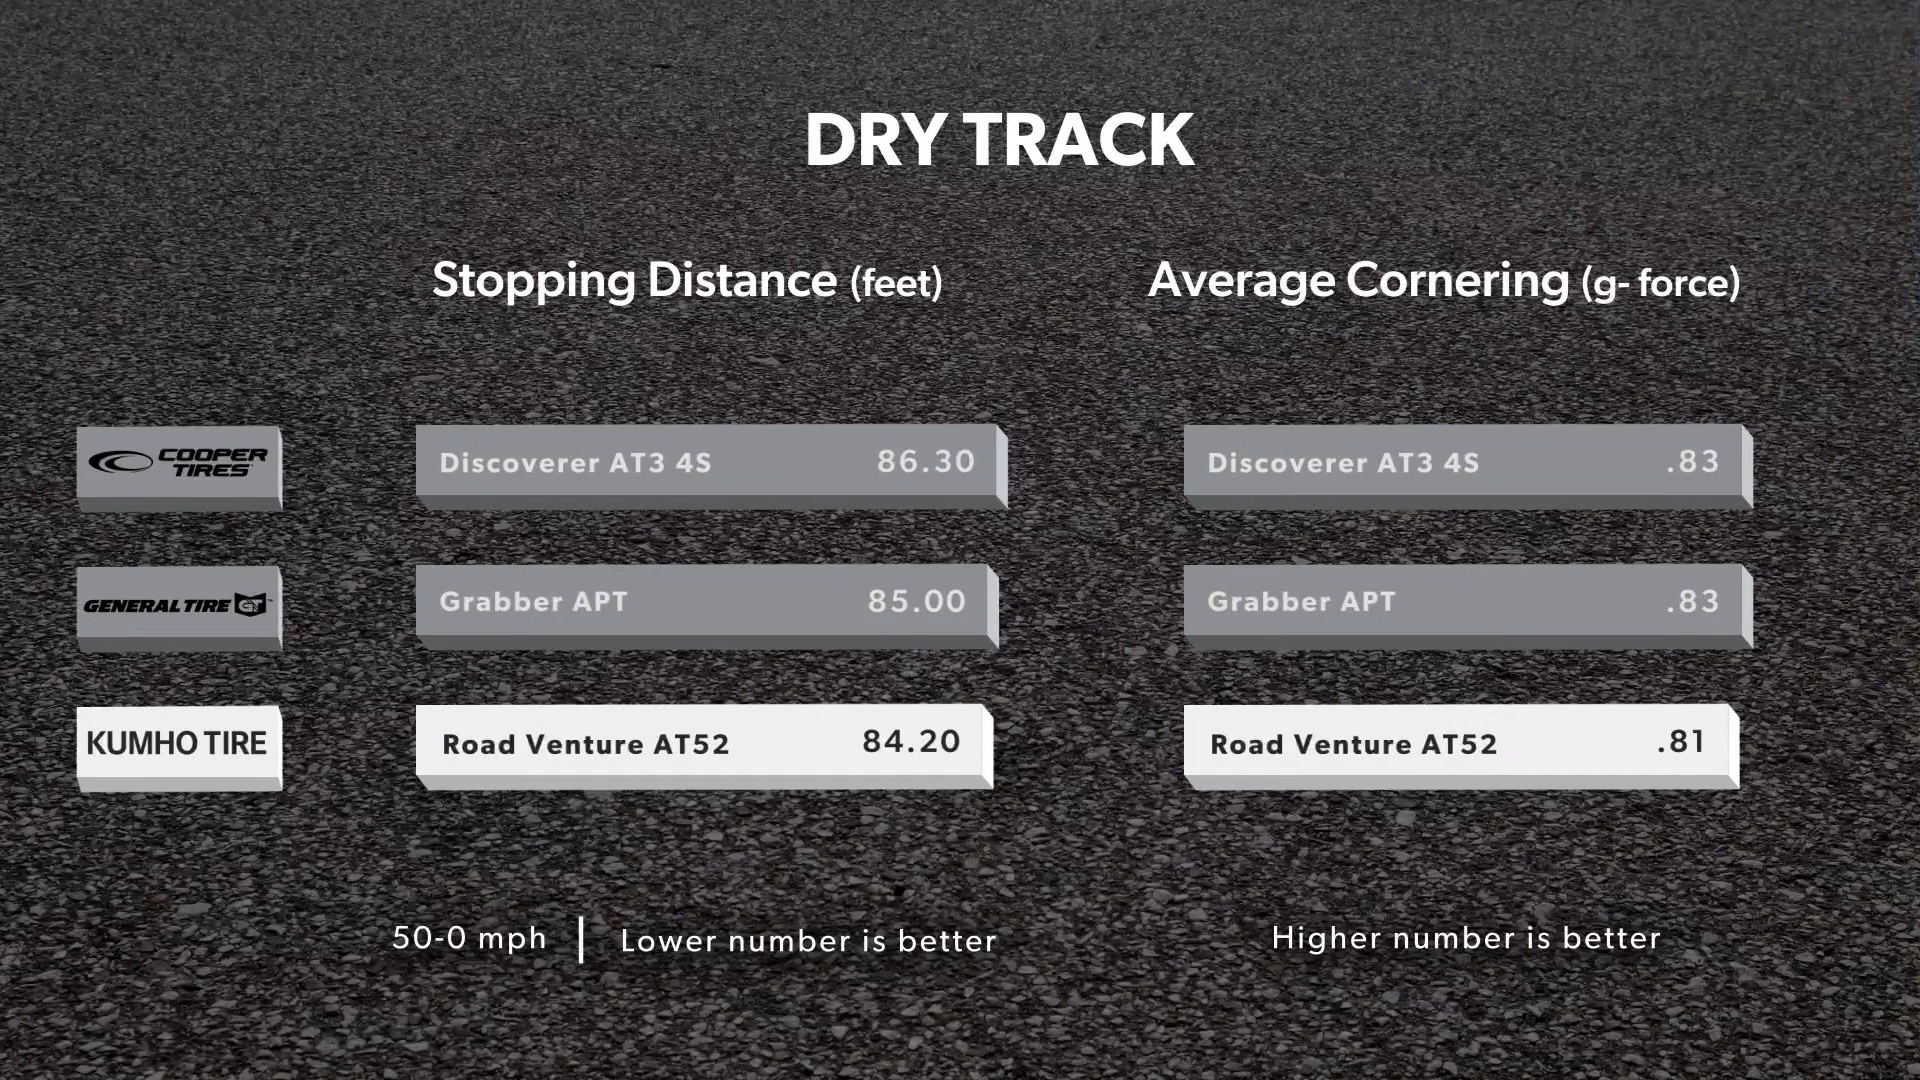 DRY TRACK
Stopping Distance (feet)
Average Cornering (g- force)
COOPER TIRES
Discoverer AT3 4S 86.30
Discoverer AT3 4S .83
GENERAL TIRE GT
Grabber APT 85.00
Grabber APT .83
KUMHO TIRE
Road Venture AT52 84.20
Road Venture AT52 .81
50-0 mph | Lower number is better
Higher number is better